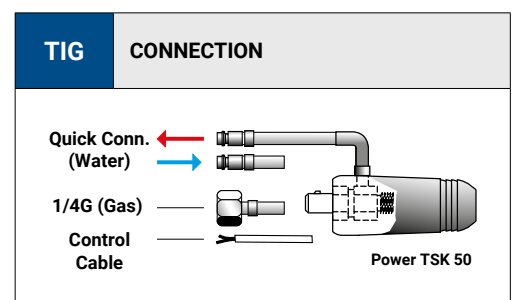 TIG
CONNECTION
Quick Conn.
(Water)
1/4G (Gas)
Control
Cable
Power TSK 50